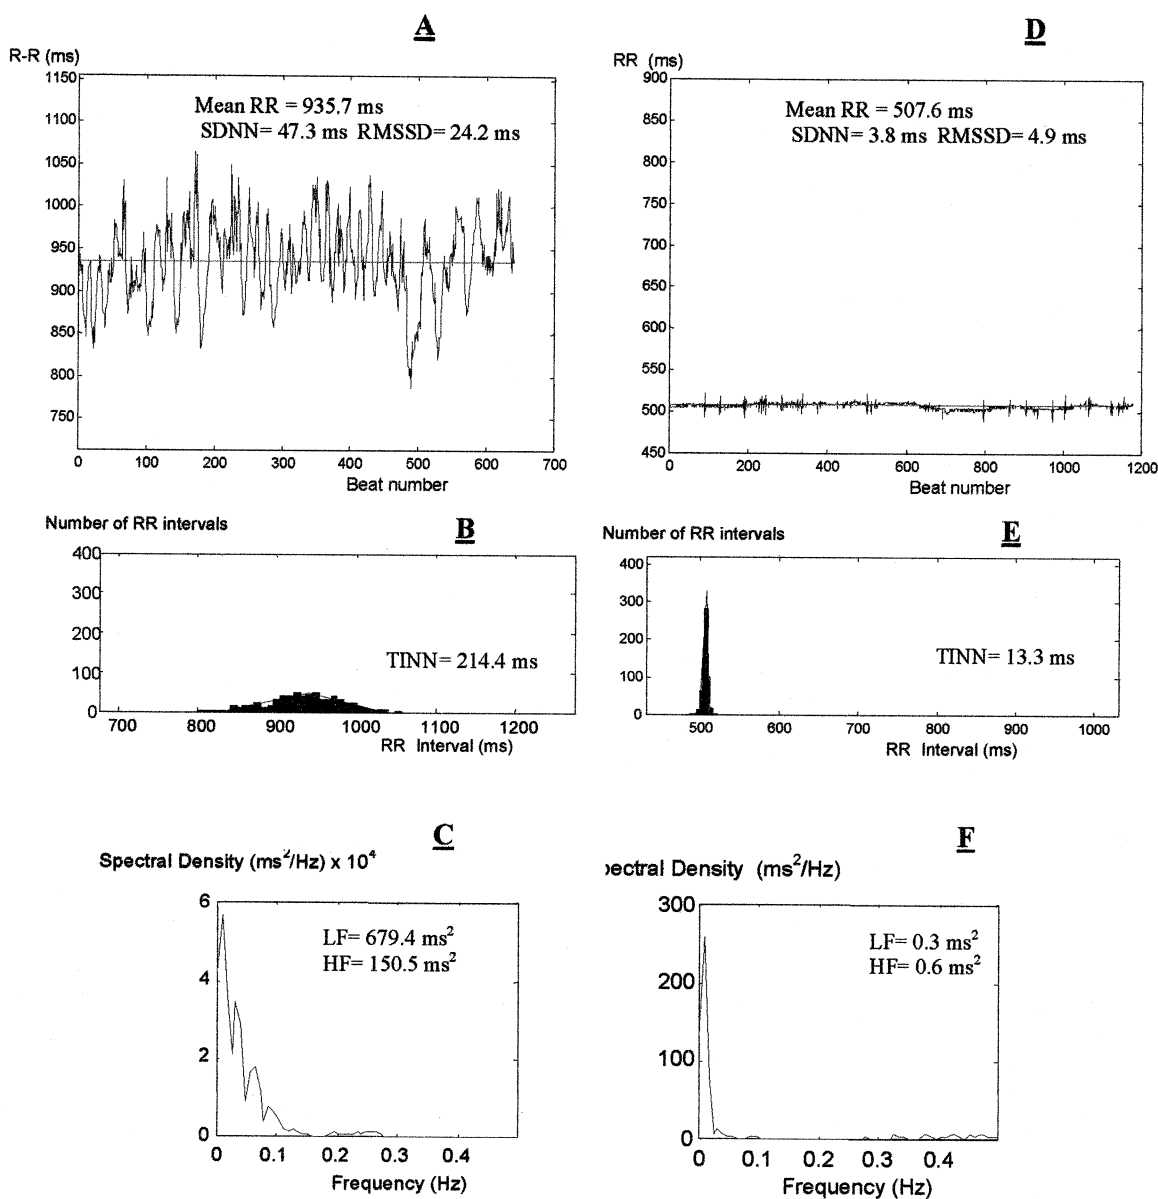 A
R-R (ms)
1150
1100
1050
1000
950
900
850
800
750
Mean RR = 935.7 ms
SDNN= 47.3 ms RMSSD= 24.2 ms
0 100 200 300 400 500 600 700
Beat number
D
RR (ms)
900
850
800
750
700
650
600
550
500
450
Mean RR = 507.6 ms
SDNN= 3.8 ms RMSSD= 4.9 ms
0 200 400 600 800 1000 1200
Beat number
B
Number of RR intervals
400
300
200
100
0
TINN= 214.4 ms
700 800 900 1000 1100 1200
RR Interval (ms)
E
Number of RR intervals
400
300
200
100
0
TINN= 13.3 ms
500 600 700 800 900 1000
RR Interval (ms)
C
Spectral Density (ms²/Hz) x 10⁴
6
4
2
0
LF= 679.4 ms²
HF= 150.5 ms²
0 0.1 0.2 0.3 0.4
Frequency (Hz)
F
pectral Density (ms²/Hz)
300
200
100
0
LF= 0.3 ms²
HF= 0.6 ms²
0 0.1 0.2 0.3 0.4
Frequency (Hz)